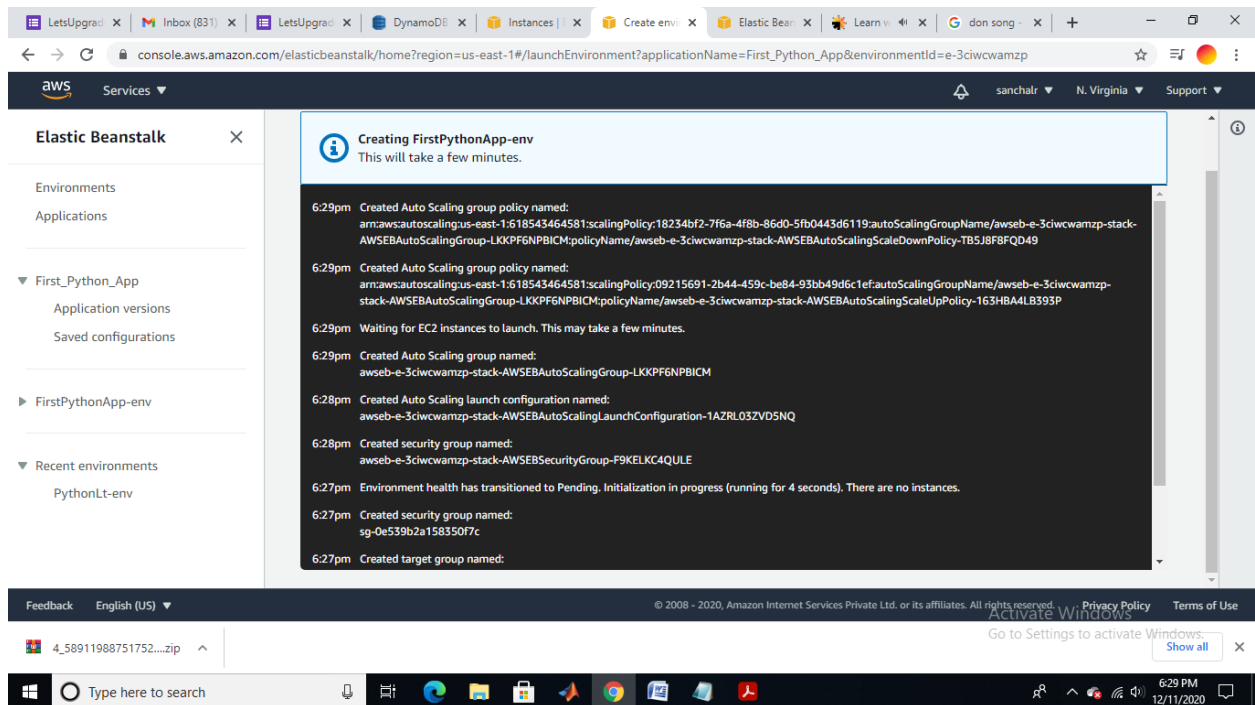 LetsUpgrad
Inbox (831)
LetsUpgrad
DynamoDB
Instances |
Create envi
Elastic Bean
Learn w
don song -
console.aws.amazon.com/elasticbeanstalk/home?region=us-east-1#/launchEnvironment?applicationName=First_Python_App&environmentId=e-3ciwcwamzp
aws Services ▼ sanchalr ▼ N. Virginia ▼ Support ▼
Elastic Beanstalk
Environments
Applications
First_Python_App
Application versions
Saved configurations
FirstPythonApp-env
Recent environments
PythonLt-env
Creating FirstPythonApp-env
This will take a few minutes.
6:29pm Created Auto Scaling group policy named:
arn:aws:autoscaling:us-east-1:618543464581:scalingPolicy:18234bf2-7f6a-4f8b-86d0-5fb0443d6119:autoScalingGroupName/awseb-e-3ciwcwamzp-stack-
AWSEBAutoScalingGroup-LKKPF6NPBICM:policyName/awseb-e-3ciwcwamzp-stack-AWSEBAutoScalingScaleDownPolicy-TB5J8F8FQD49
6:29pm Created Auto Scaling group policy named:
arn:aws:autoscaling:us-east-1:618543464581:scalingPolicy:09215691-2b44-459c-be84-93bb49d6c1ef:autoScalingGroupName/awseb-e-3ciwcwamzp-
stack-AWSEBAutoScalingGroup-LKKPF6NPBICM:policyName/awseb-e-3ciwcwamzp-stack-AWSEBAutoScalingScaleUpPolicy-163HBA4LB393P
6:29pm Waiting for EC2 instances to launch. This may take a few minutes.
6:29pm Created Auto Scaling group named:
awseb-e-3ciwcwamzp-stack-AWSEBAutoScalingGroup-LKKPF6NPBICM
6:28pm Created Auto Scaling launch configuration named:
awseb-e-3ciwcwamzp-stack-AWSEBAutoScalingLaunchConfiguration-1AZRL03ZVD5NQ
6:28pm Created security group named:
awseb-e-3ciwcwamzp-stack-AWSEBSecurityGroup-F9KELKC4QULE
6:27pm Environment health has transitioned to Pending. Initialization in progress (running for 4 seconds). There are no instances.
6:27pm Created security group named:
sg-0e539b2a158350f7c
6:27pm Created target group named:
Feedback English (US) ▼ © 2008 - 2020, Amazon Internet Services Private Ltd. or its affiliates. All rights reserved. Privacy Policy Terms of Use
Activate Windows
Go to Settings to activate Windows.
4_58911988751752....zip
Show all
Type here to search
6:29 PM
12/11/2020